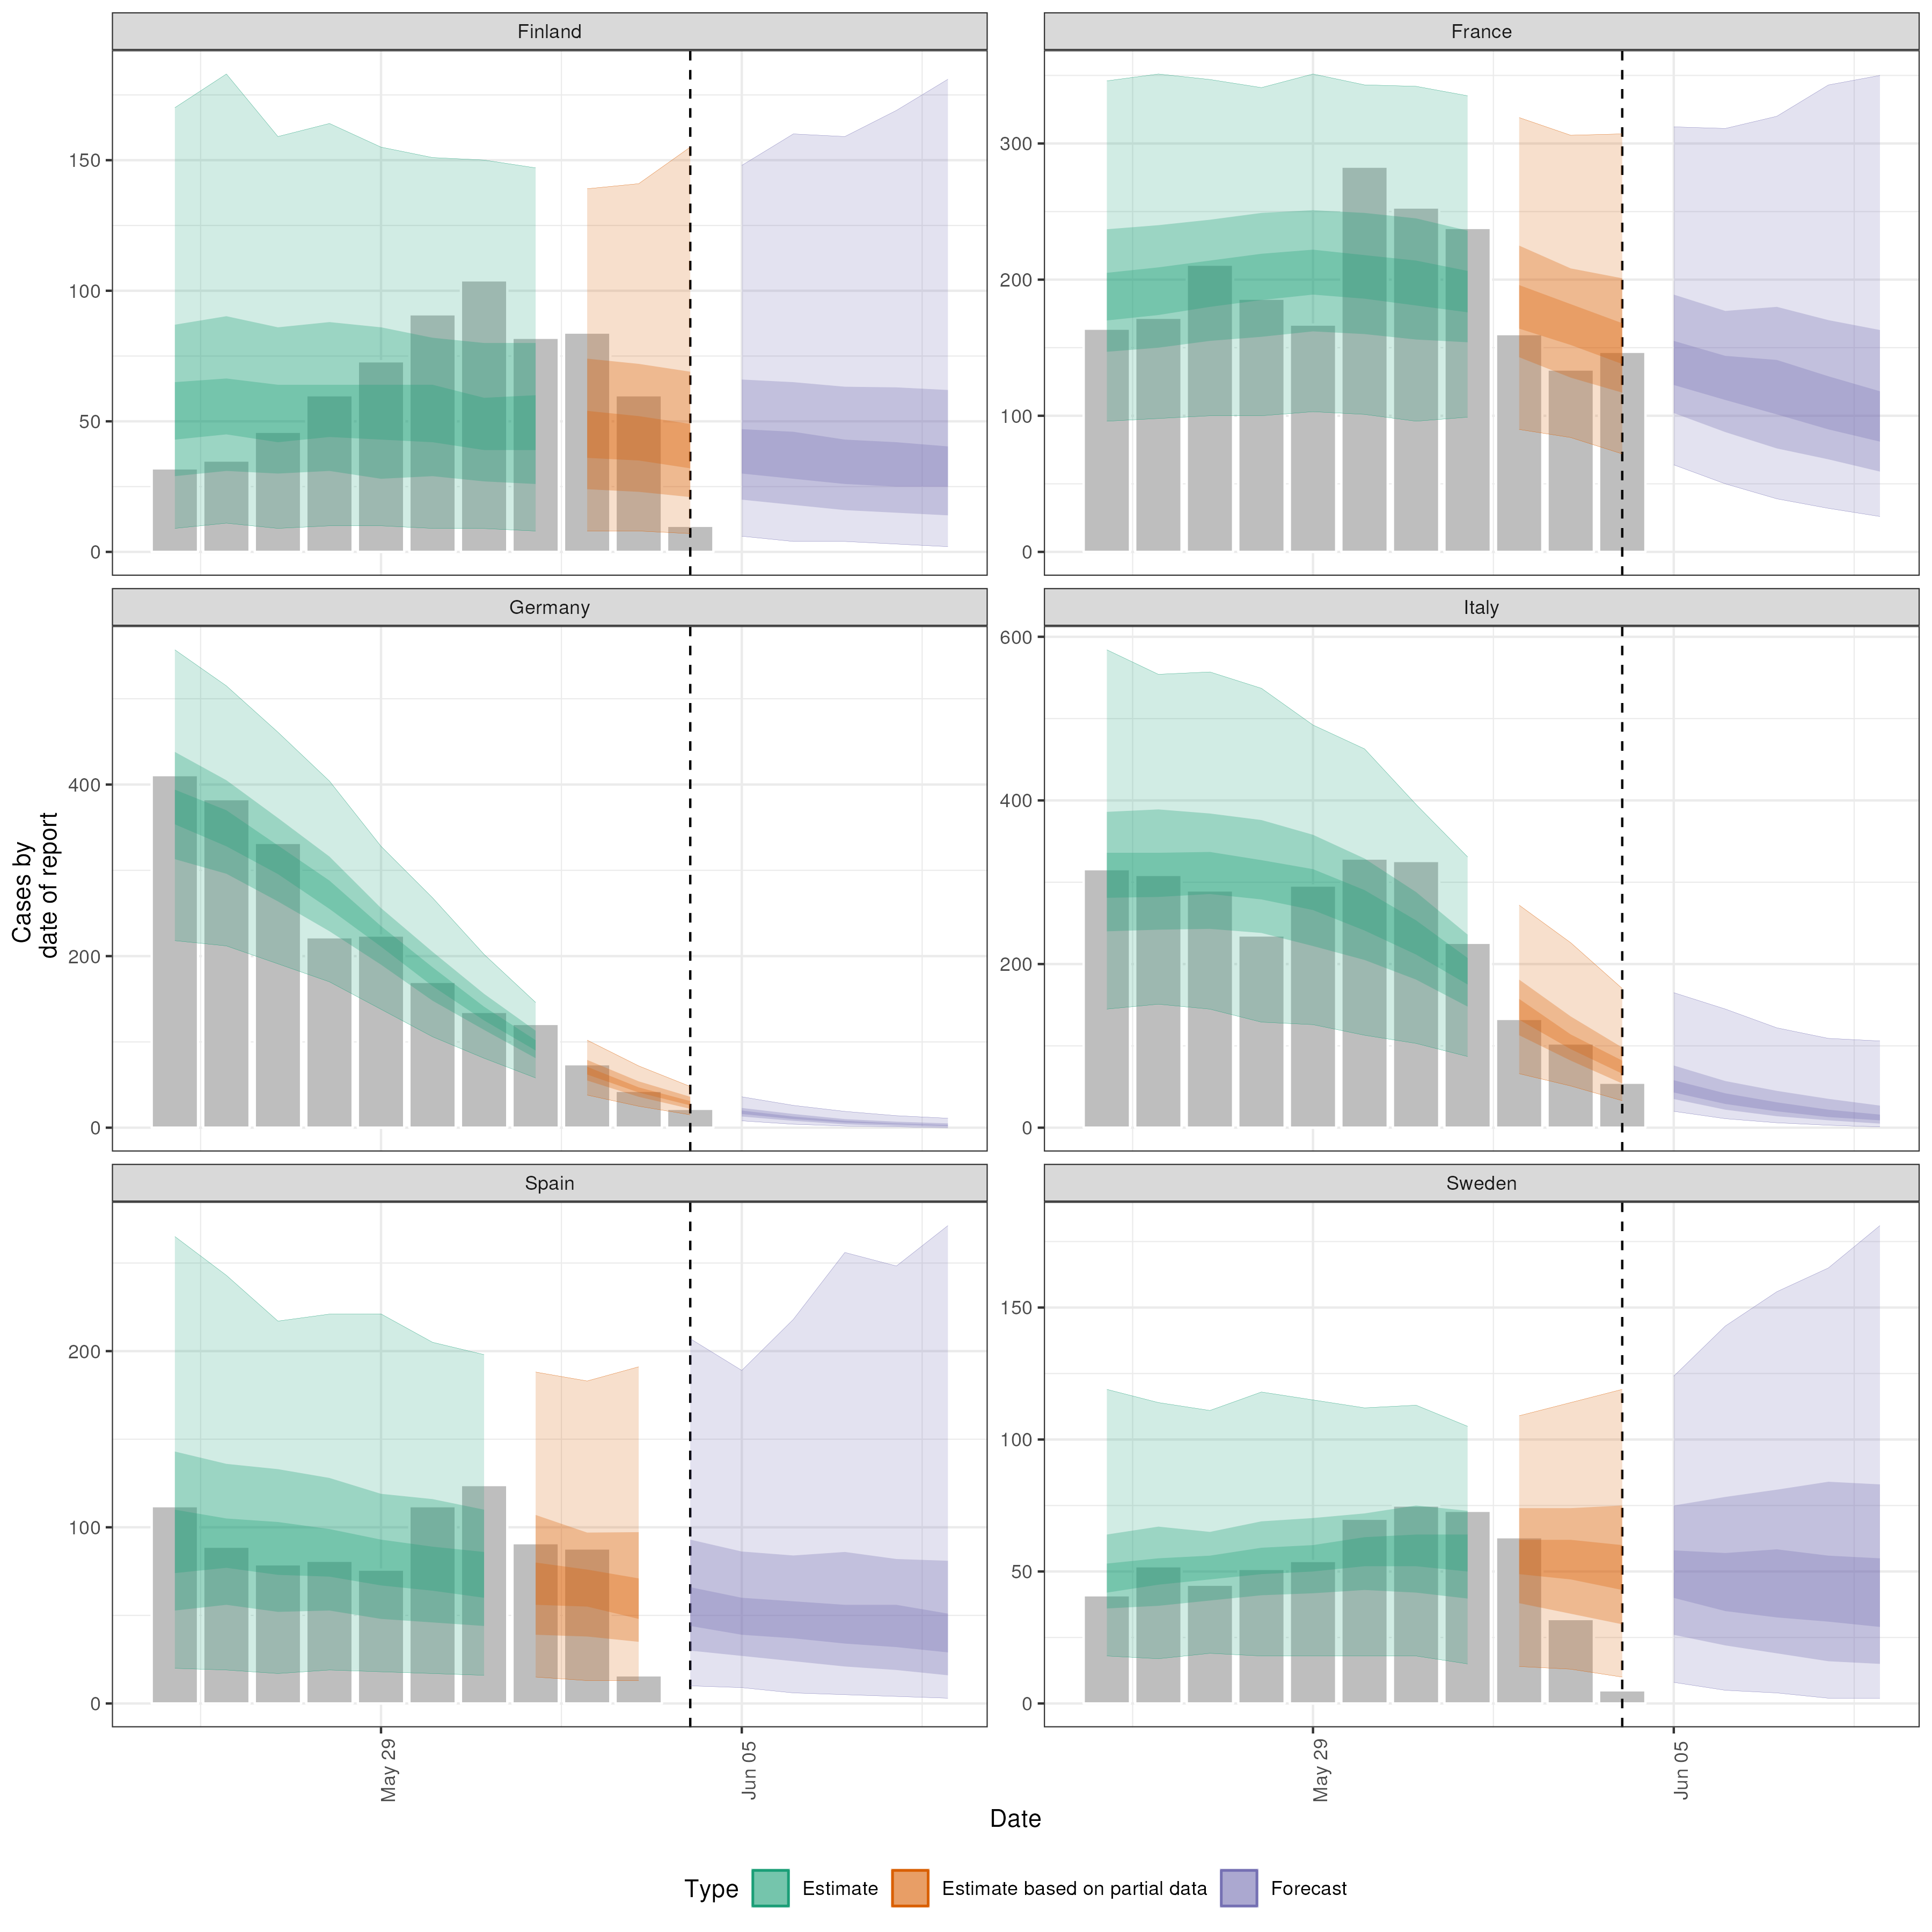 Finland
France
150
100
50
0
300
200
100
0
Germany
Italy
400
200
0
600
400
200
0
Spain
Sweden
200
100
0
150
100
50
0
Cases by
date of report
May 29
Jun 05
May 29
Jun 05
Date
Type
Estimate
Estimate based on partial data
Forecast